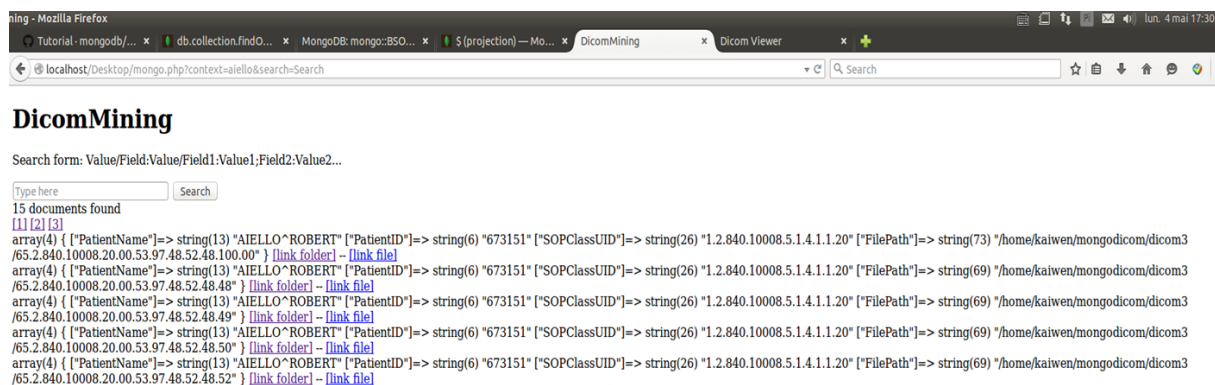 ning - Mozilla Firefox
lun. 4 mai 17:30
Tutorial - mongodb/... × db.collection.findO... × MongoDB: mongo::BSO... × $ (projection) — Mo... × DicomMining × Dicom Viewer ×
localhost/Desktop/mongo.php?context=aiello&search=Search
Search
DicomMining
Search form: Value/Field:Value/Field1:Value1;Field2:Value2...
Type here Search
15 documents found
[1] [2] [3]
array(4) { ["PatientName"]=> string(13) "AIELLO^ROBERT" ["PatientID"]=> string(6) "673151" ["SOPClassUID"]=> string(26) "1.2.840.10008.5.1.4.1.1.20" ["FilePath"]=> string(73) "/home/kaiwen/mongodicom/dicom3
/65.2.840.10008.20.00.53.97.48.52.48.100.00" } [link folder] -- [link file]
array(4) { ["PatientName"]=> string(13) "AIELLO^ROBERT" ["PatientID"]=> string(6) "673151" ["SOPClassUID"]=> string(26) "1.2.840.10008.5.1.4.1.1.20" ["FilePath"]=> string(69) "/home/kaiwen/mongodicom/dicom3
/65.2.840.10008.20.00.53.97.48.52.48.48" } [link folder] -- [link file]
array(4) { ["PatientName"]=> string(13) "AIELLO^ROBERT" ["PatientID"]=> string(6) "673151" ["SOPClassUID"]=> string(26) "1.2.840.10008.5.1.4.1.1.20" ["FilePath"]=> string(69) "/home/kaiwen/mongodicom/dicom3
/65.2.840.10008.20.00.53.97.48.52.48.49" } [link folder] -- [link file]
array(4) { ["PatientName"]=> string(13) "AIELLO^ROBERT" ["PatientID"]=> string(6) "673151" ["SOPClassUID"]=> string(26) "1.2.840.10008.5.1.4.1.1.20" ["FilePath"]=> string(69) "/home/kaiwen/mongodicom/dicom3
/65.2.840.10008.20.00.53.97.48.52.48.50" } [link folder] -- [link file]
array(4) { ["PatientName"]=> string(13) "AIELLO^ROBERT" ["PatientID"]=> string(6) "673151" ["SOPClassUID"]=> string(26) "1.2.840.10008.5.1.4.1.1.20" ["FilePath"]=> string(69) "/home/kaiwen/mongodicom/dicom3
/65.2.840.10008.20.00.53.97.48.52.48.52" } [link folder] -- [link file]